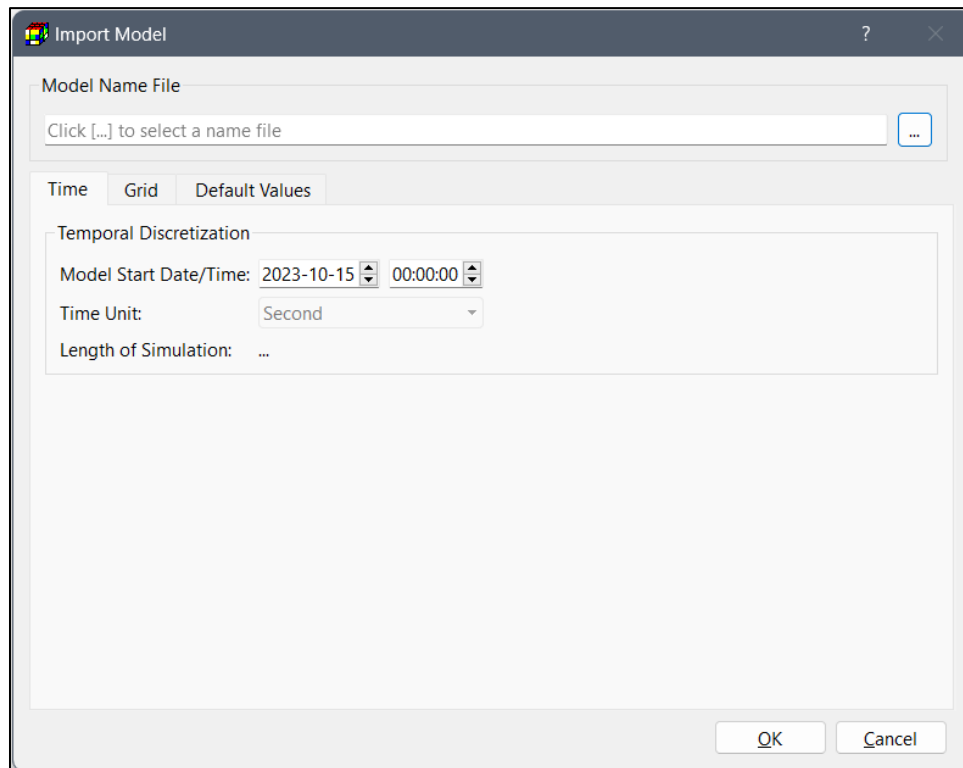 Import Model ?
Model Name File
Click [...] to select a name file ...
Time Grid Default Values
Temporal Discretization
Model Start Date/Time: 2023-10-15 00:00:00
Time Unit: Second
Length of Simulation: ...
OK Cancel